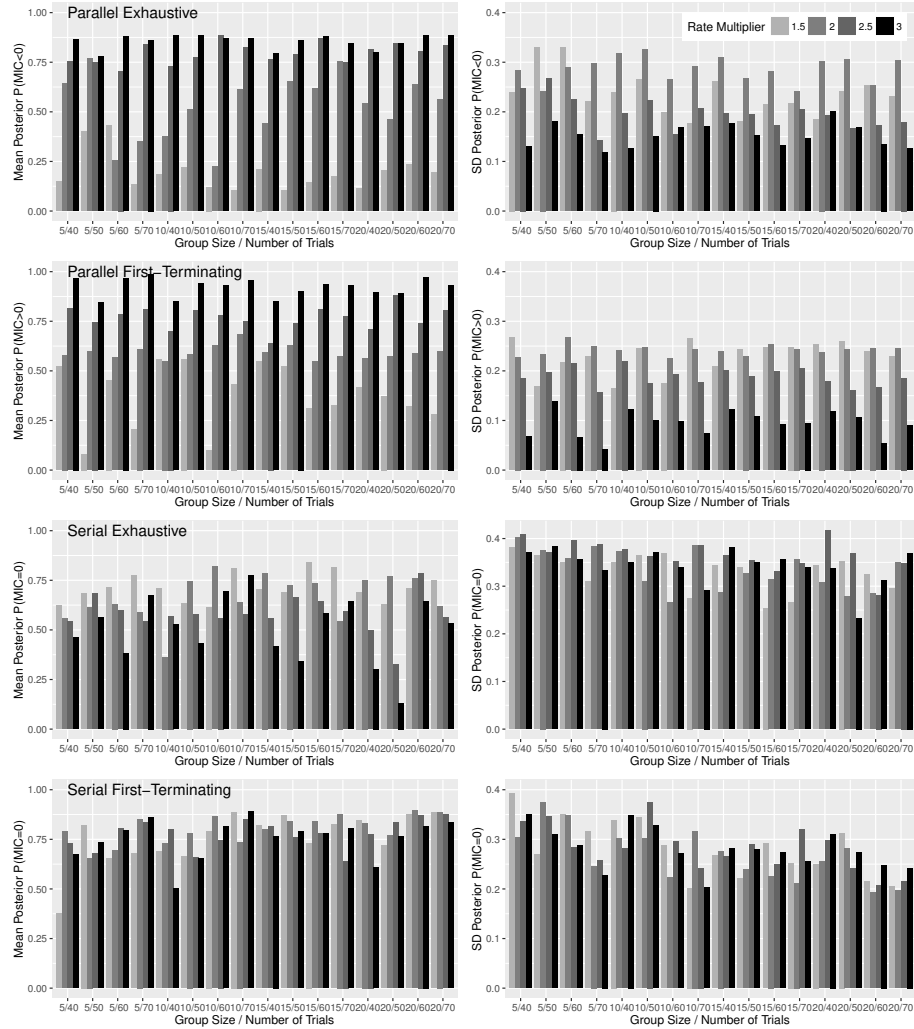 Parallel Exhaustive
Mean Posterior P(MIC<0)
1.00
0.75
0.50
0.25
0.00
5/40 5/50 5/60 5/70 10/40 10/50 10/60 10/70 15/40 15/50 15/60 15/70 20/40 20/50 20/60 20/70
Group Size / Number of Trials
Rate Multiplier 1.5 2 2.5 3
SD Posterior P(MIC<0)
0.4
0.3
0.2
0.1
0.0
5/40 5/50 5/60 5/70 10/40 10/50 10/60 10/70 15/40 15/50 15/60 15/70 20/40 20/50 20/60 20/70
Group Size / Number of Trials
Parallel First−Terminating
Mean Posterior P(MIC>0)
1.00
0.75
0.50
0.25
0.00
5/40 5/50 5/60 5/70 10/40 10/50 10/60 10/70 15/40 15/50 15/60 15/70 20/40 20/50 20/60 20/70
Group Size / Number of Trials
SD Posterior P(MIC>0)
0.4
0.3
0.2
0.1
0.0
5/40 5/50 5/60 5/70 10/40 10/50 10/60 10/70 15/40 15/50 15/60 15/70 20/40 20/50 20/60 20/70
Group Size / Number of Trials
Serial Exhaustive
Mean Posterior P(MIC=0)
1.00
0.75
0.50
0.25
0.00
5/40 5/50 5/60 5/70 10/40 10/50 10/60 10/70 15/40 15/50 15/60 15/70 20/40 20/50 20/60 20/70
Group Size / Number of Trials
SD Posterior P(MIC=0)
0.4
0.3
0.2
0.1
0.0
5/40 5/50 5/60 5/70 10/40 10/50 10/60 10/70 15/40 15/50 15/60 15/70 20/40 20/50 20/60 20/70
Group Size / Number of Trials
Serial First−Terminating
Mean Posterior P(MIC=0)
1.00
0.75
0.50
0.25
0.00
5/40 5/50 5/60 5/70 10/40 10/50 10/60 10/70 15/40 15/50 15/60 15/70 20/40 20/50 20/60 20/70
Group Size / Number of Trials
SD Posterior P(MIC=0)
0.4
0.3
0.2
0.1
0.0
5/40 5/50 5/60 5/70 10/40 10/50 10/60 10/70 15/40 15/50 15/60 15/70 20/40 20/50 20/60 20/70
Group Size / Number of Trials